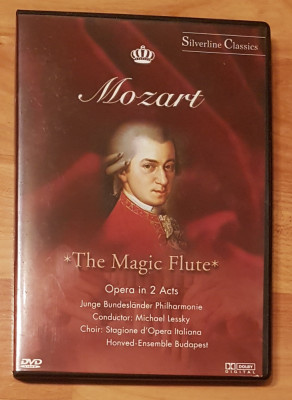 Silverline Classics
Mozart
*The Magic Flute*
Opera in 2 Acts
Junge Bundesländer Philharmonie
Conductor: Michael Lessky
Choir: Stagione d'Opera Italiana
Honved-Ensemble Budapest
DVD
DOLBY
DIGITAL